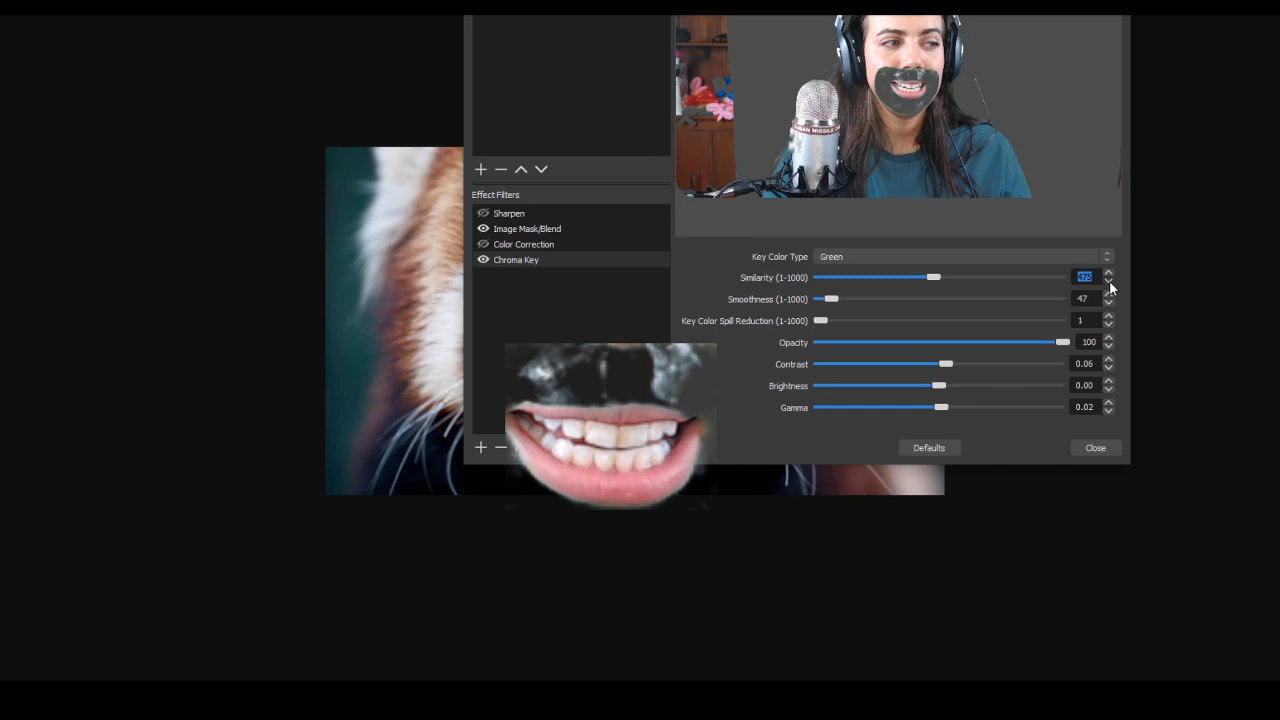 Effect Filters
Sharpen
Image Mask/Blend
Color Correction
Chroma Key
Key Color Type Green
Similarity (1-1000) 475
Smoothness (1-1000) 47
Key Color Spill Reduction (1-1000) 1
Opacity 100
Contrast 0.06
Brightness 0.00
Gamma 0.02
Defaults Close